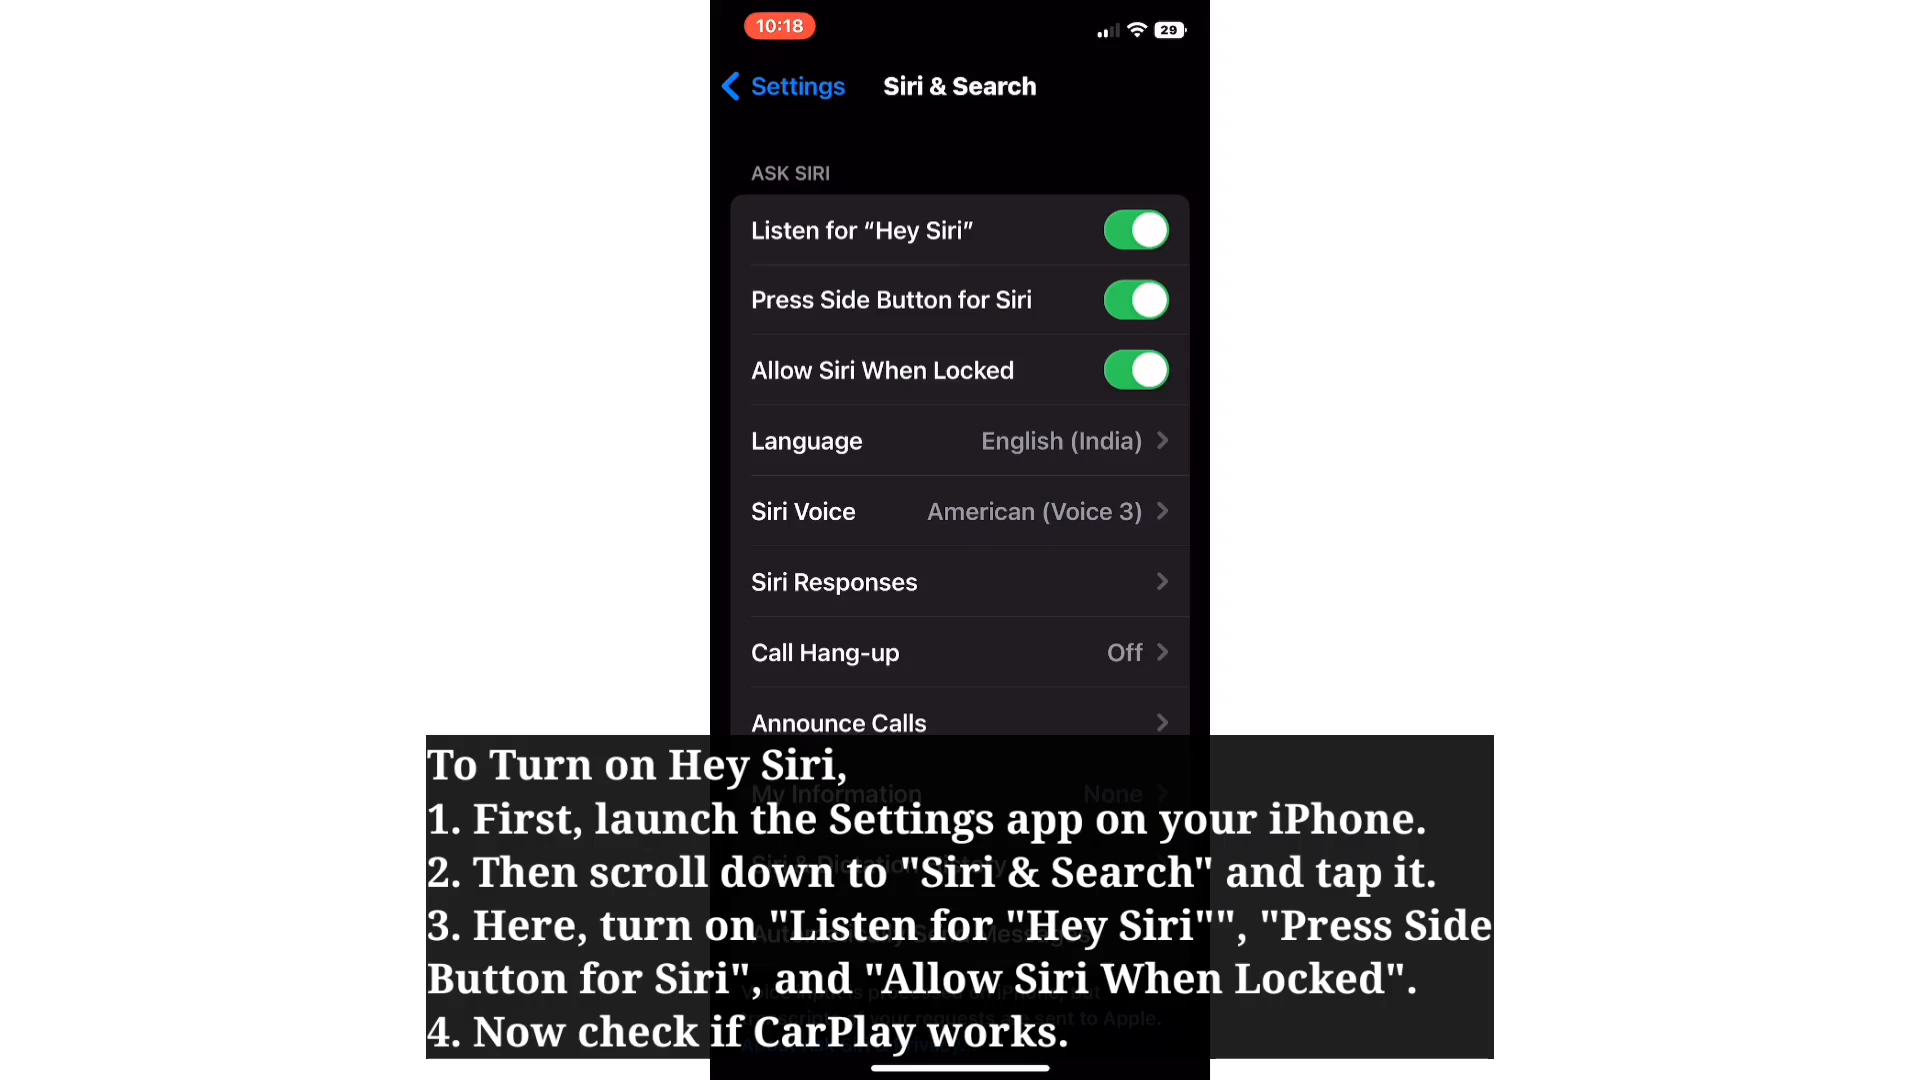 10:18
29
Settings
Siri & Search
ASK SIRI
Listen for “Hey Siri”
Press Side Button for Siri
Allow Siri When Locked
Language English (India)
Siri Voice American (Voice 3)
Siri Responses
Call Hang-up Off
Announce Calls
My Information None
To Turn on Hey Siri,
1. First, launch the Settings app on your iPhone.
2. Then scroll down to "Siri & Search" and tap it.
3. Here, turn on "Listen for "Hey Siri"", "Press Side
Button for Siri", and "Allow Siri When Locked".
4. Now check if CarPlay works.